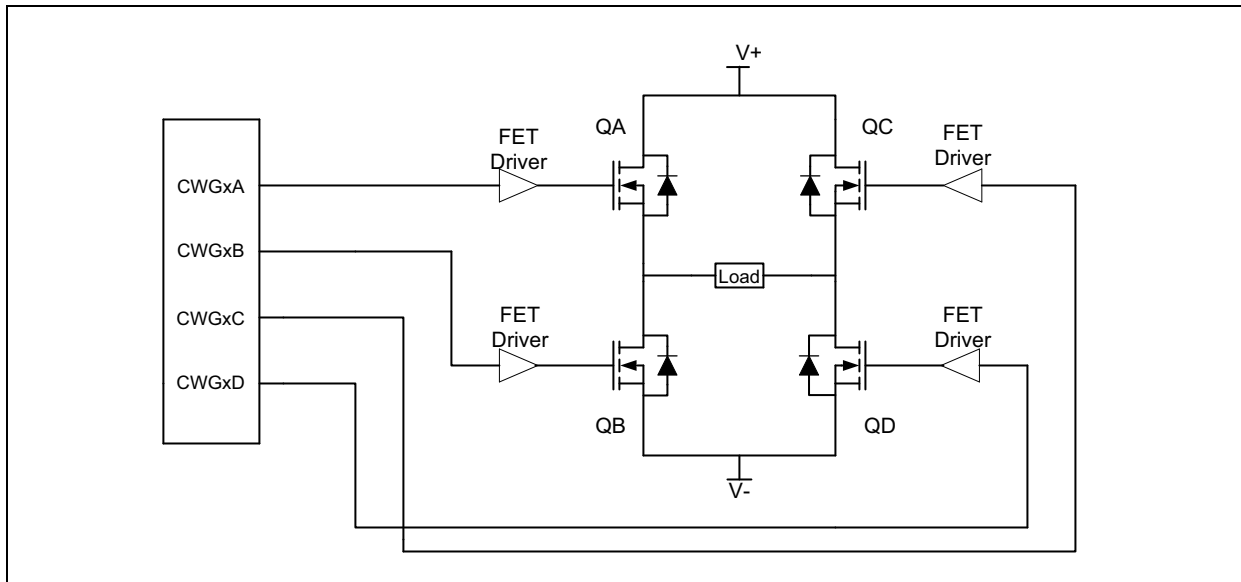 V+
QA
QC
FET
Driver
FET
Driver
CWGxA
CWGxB
Load
CWGxC
FET
Driver
FET
Driver
CWGxD
QB
QD
V-